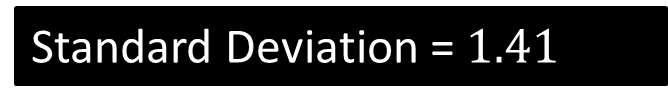 Standard Deviation = 1.41